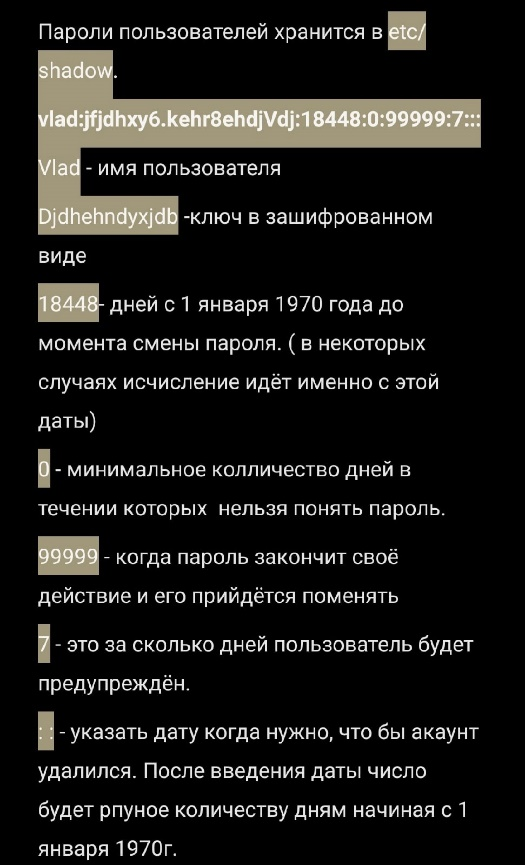 Пароли пользователей хранится в etc/
shadow.
vlad:jfjdhxy6.kehr8ehdjVdj:18448:0:99999:7:::
Vlad - имя пользователя
Djdhehndyxjdb -ключ в зашифрованном
виде
18448- дней с 1 января 1970 года до
момента смены пароля. ( в некоторых
случаях исчисление идёт именно с этой
даты)
0 - минимальное колличество дней в
течении которых нельзя понять пароль.
99999 - когда пароль закончит своё
действие и его прийдётся поменять
7 - это за сколько дней пользователь будет
предупреждён.
: : - указать дату когда нужно, что бы акаунт
удалился. После введения даты число
будет рпуное количеству дням начиная с 1
января 1970г.